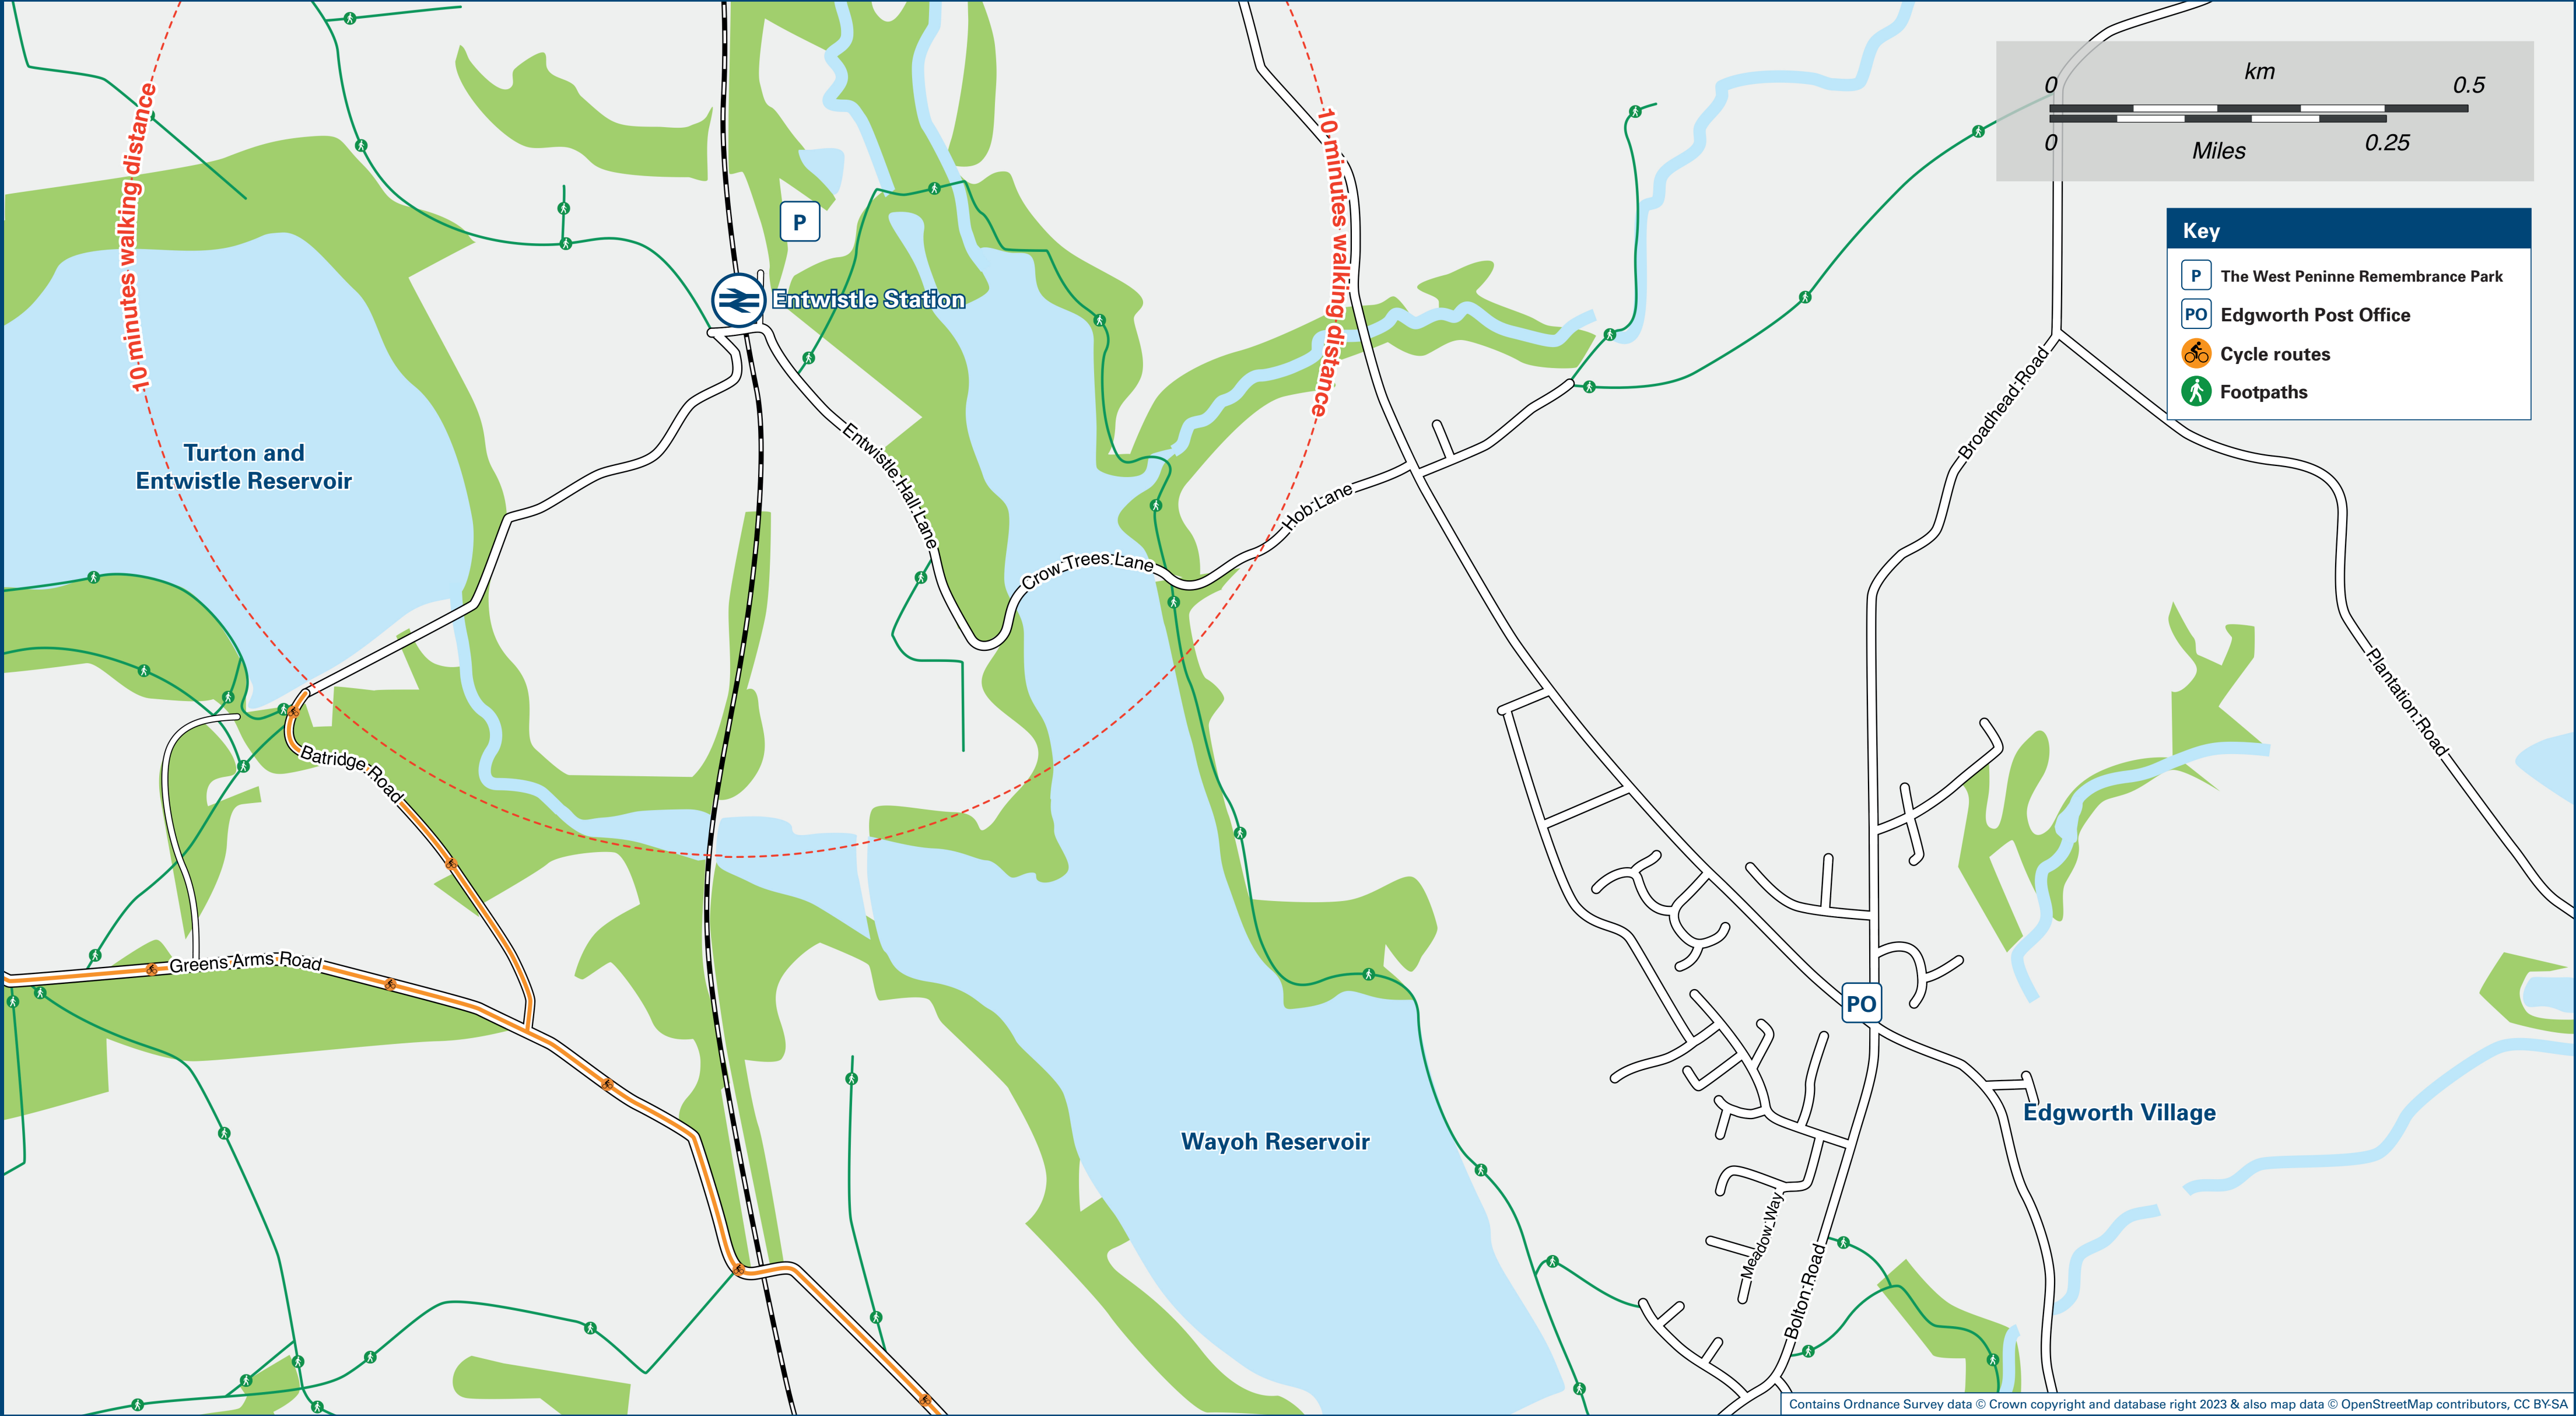 10 minutes walking distance
10 minutes walking distance
km
0
0.5
0
0.25
Miles
Key
P
The West Peninne Remembrance Park
PO
Edgworth Post Office
Cycle routes
Footpaths
P
Entwistle Station
Broadhead Road
Turton and
Entwistle Reservoir
Entwistle Hall Lane
Hob Lane
Crow Trees Lane
Plantation Road
Batridge Road
Greens Arms Road
PO
Edgworth Village
Wayoh Reservoir
Meadow Way
Bolton Road
Contains Ordnance Survey data © Crown copyright and database right 2023 & also map data © OpenStreetMap contributors, CC BY-SA